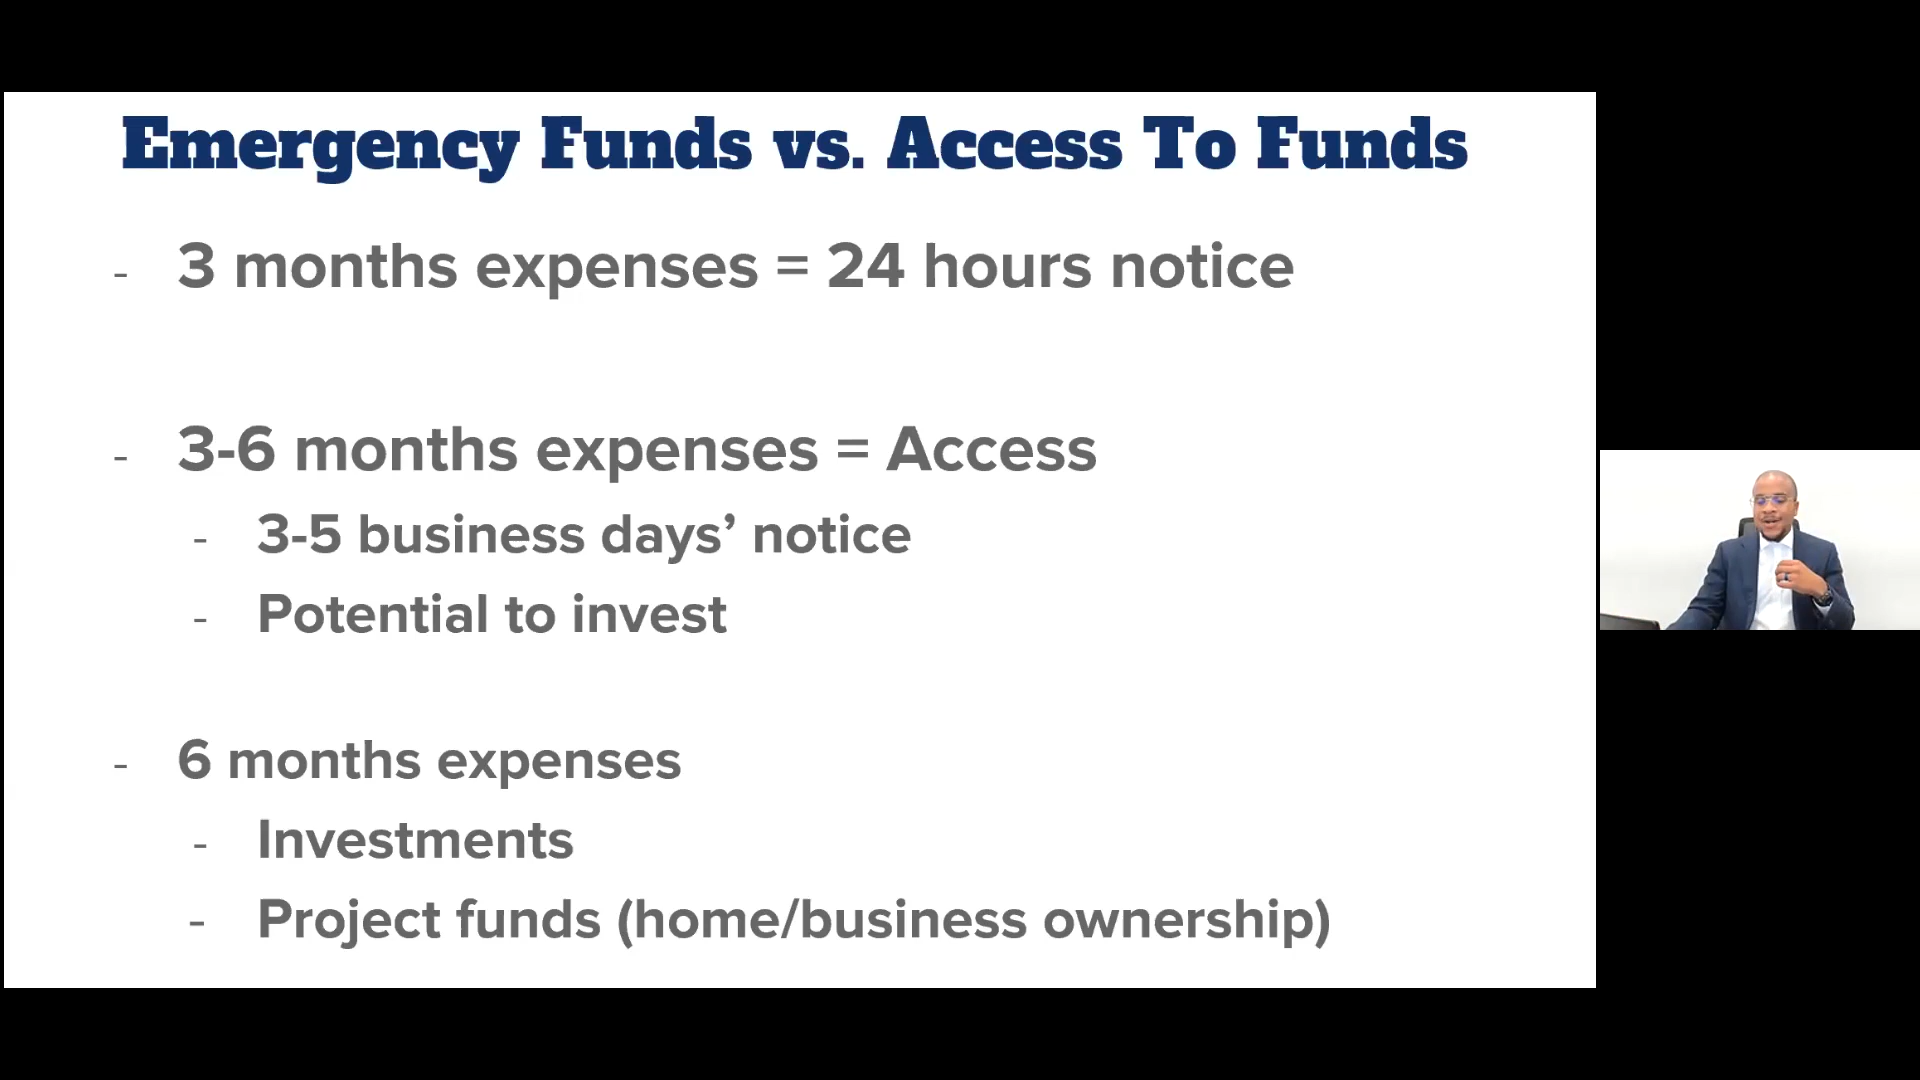 Emergency Funds vs. Access To Funds
- 3 months expenses = 24 hours notice
- 3-6 months expenses = Access
- 3-5 business days’ notice
- Potential to invest
- 6 months expenses
- Investments
- Project funds (home/business ownership)